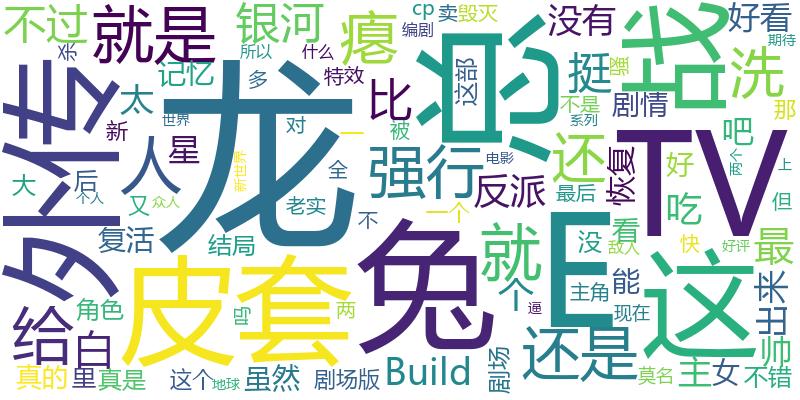 不过
就是
银河
瘪
cp
卖
毁灭
编剧
没有
好看
期待
杀
记忆
所以
什么
特效
恶
这部
挺
骚
战
洗
外传
太
多
新
世界
龙
比
不是
剧情
那
人
星
对
一
被
强行
电影
系列
TV
吧
大
后
个人
又
众人
新世界
全
老实
不
反派
最后
恢复
还
好
吃
两个
上
但
复活
结局
一个
兔
就
没
看
敌人
快
好评
最
给
白
皮套
角色
吗
两
个
E
主角
能
现在
这
出来
逼
帅
真的
里
真是
这个
地球
虽然
剧场版
Build
剧场
还是
莫名
主
女
不错